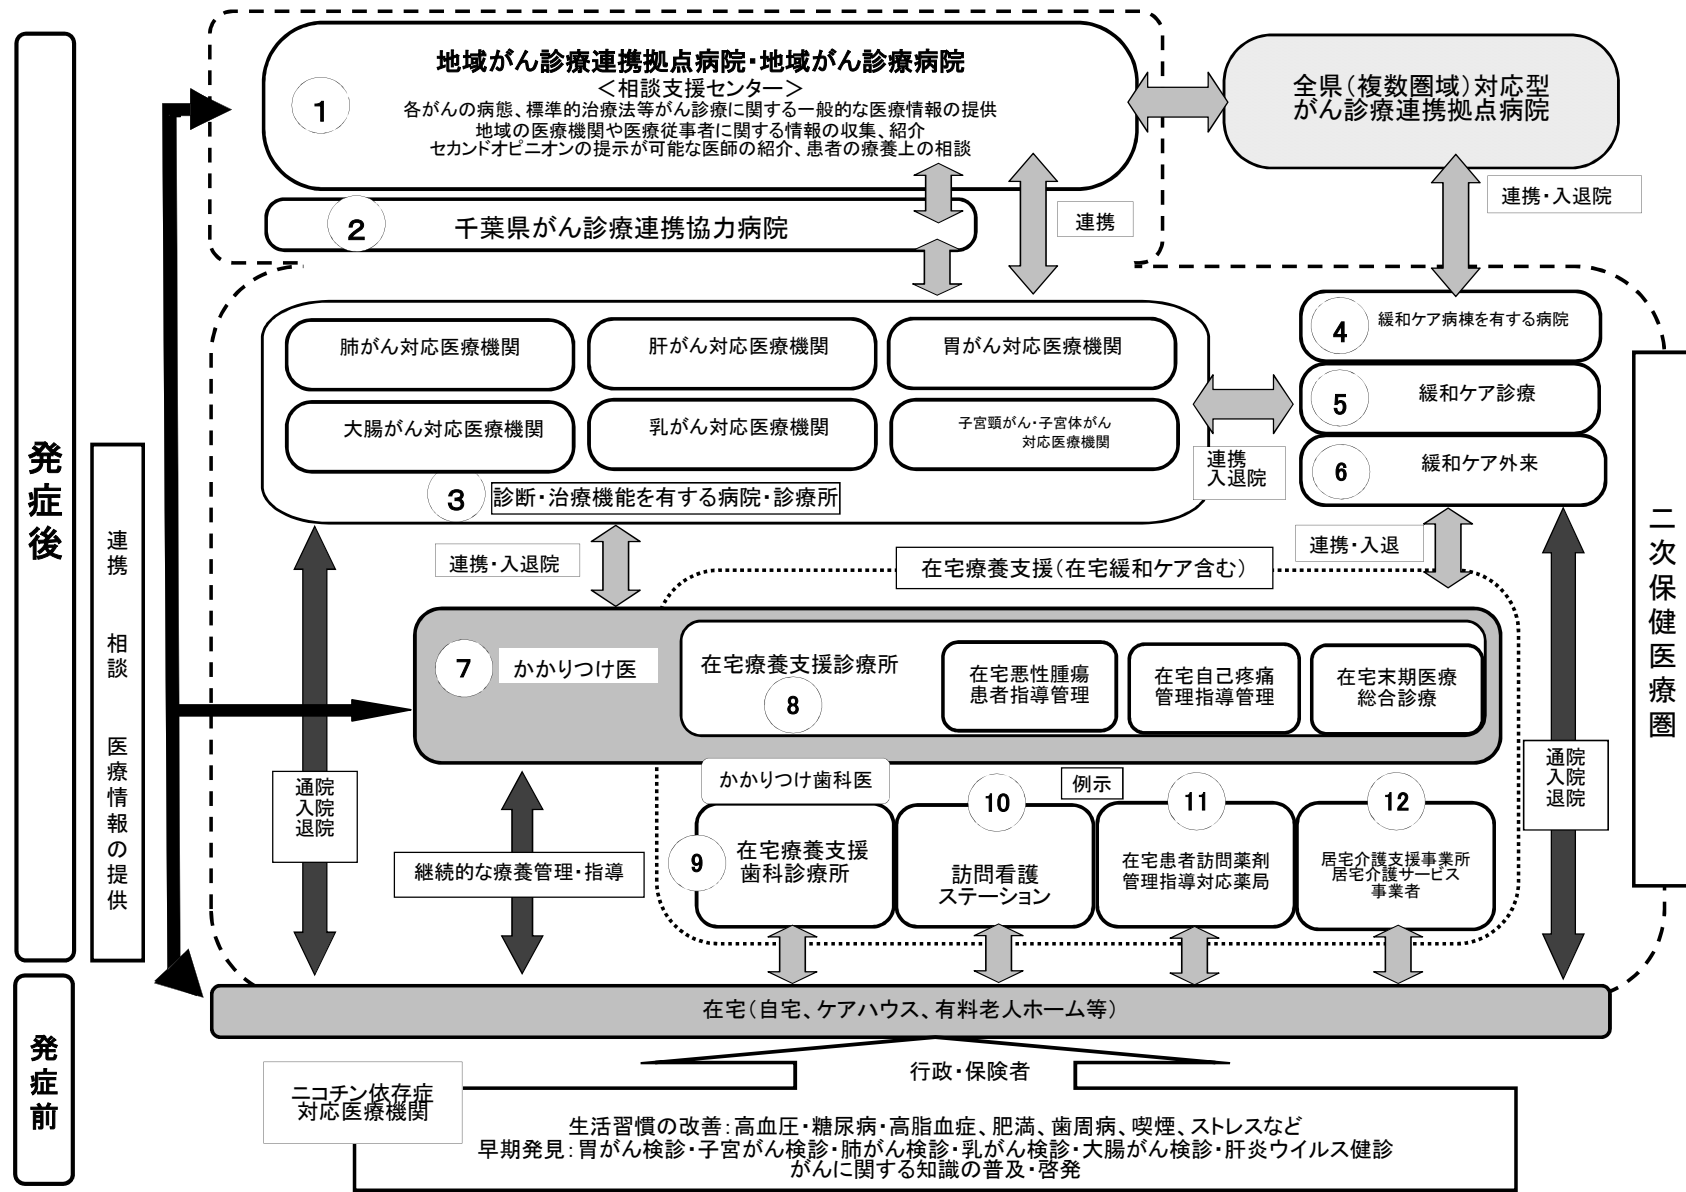 発症後
発症前
連携　相談　医療情報の提供
1
地域がん診療連携拠点病院・地域がん診療病院
＜相談支援センター＞
各がんの病態、標準的治療法等がん診療に関する一般的な医療情報の提供
地域の医療機関や医療従事者に関する情報の収集、紹介
セカンドオピニオンの提示が可能な医師の紹介、患者の療養上の相談
全県（複数圏域）対応型
がん診療連携拠点病院
2
千葉県がん診療連携協力病院
連携
連携・入退院
肺がん対応医療機関
肝がん対応医療機関
胃がん対応医療機関
大腸がん対応医療機関
乳がん対応医療機関
子宮頸がん・子宮体がん
対応医療機関
3
診断・治療機能を有する病院・診療所
4
緩和ケア病棟を有する病院
5
緩和ケア診療
6
緩和ケア外来
連携
入退院
二次保健医療圏
連携・入退院
連携・入退
在宅療養支援（在宅緩和ケア含む）
7
かかりつけ医
在宅療養支援診療所
8
在宅悪性腫瘍
患者指導管理
在宅自己疼痛
管理指導管理
在宅末期医療
総合診療
通院
入院
退院
通院
入院
退院
継続的な療養管理・指導
かかりつけ歯科医
例示
9
在宅療養支援
歯科診療所
10
訪問看護
ステーション
11
在宅患者訪問薬剤
管理指導対応薬局
12
居宅介護支援事業所
居宅介護サービス
事業者
在宅（自宅、ケアハウス、有料老人ホーム等）
ニコチン依存症
対応医療機関
行政・保険者
生活習慣の改善：高血圧・糖尿病・高脂血症、肥満、歯周病、喫煙、ストレスなど
早期発見：胃がん検診・子宮がん検診・肺がん検診・乳がん検診・大腸がん検診・肝炎ウイルス健診
がんに関する知識の普及・啓発